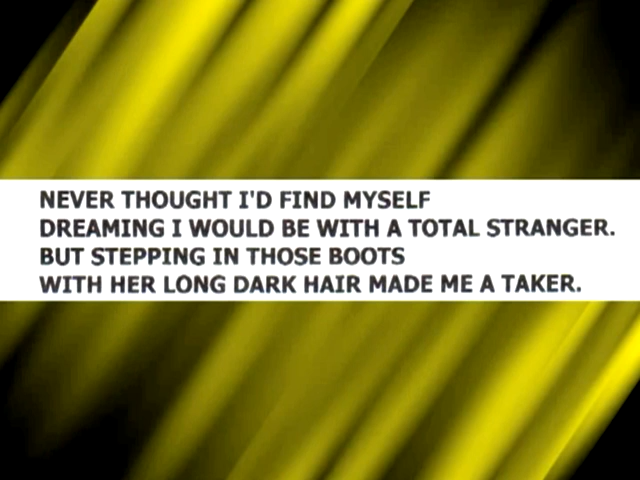 NEVER THOUGHT I'D FIND MYSELF
DREAMING I WOULD BE WITH A TOTAL STRANGER.
BUT STEPPING IN THOSE BOOTS
WITH HER LONG DARK HAIR MADE ME A TAKER.